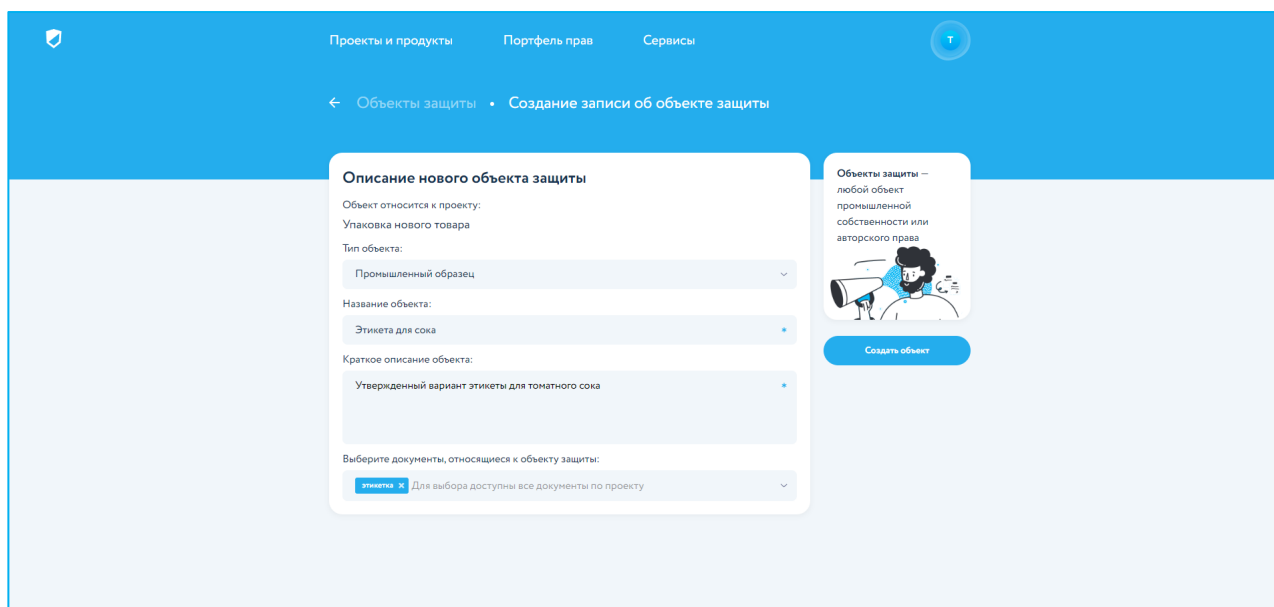 Проекты и продукты Портфель прав Сервисы Т
← Объекты защиты • Создание записи об объекте защиты
Описание нового объекта защиты
Объект относится к проекту:
Упаковка нового товара
Тип объекта:
Промышленный образец
Название объекта:
Этикета для сока *
Краткое описание объекта:
Утвержденный вариант этикеты для томатного сока *
Выберите документы, относящиеся к объекту защиты:
этикетка × Для выбора доступны все документы по проекту
Объекты защиты —
любой объект
промышленной
собственности или
авторского права
Создать объект